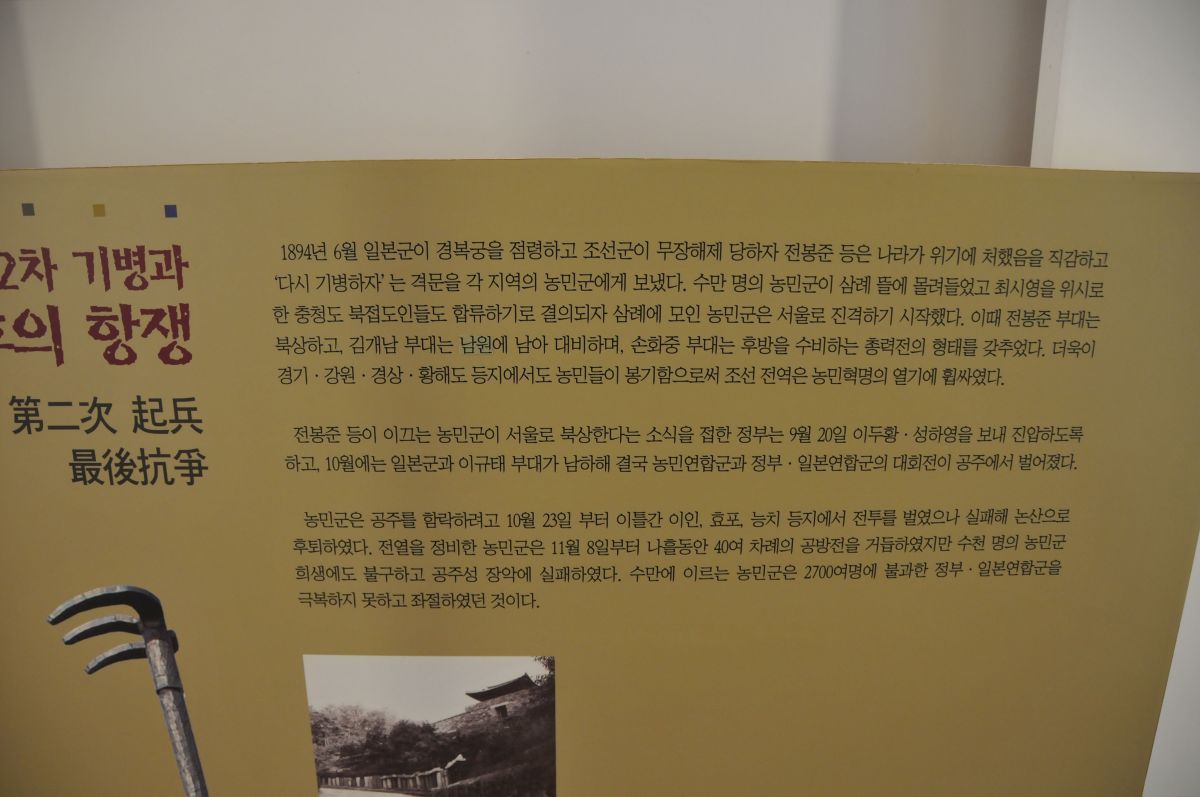 2차 기병과
의 항쟁
第二次 起兵
最後抗爭
1894년 6월 일본군이 경복궁을 점령하고 조선군이 무장해제 당하자 전봉준 등은 나라가 위기에 처했음을 직감하고
‘다시 기병하자’ 는 격문을 각 지역의 농민군에게 보냈다. 수만 명의 농민군이 삼례 뜰에 몰려들었고 최시영을 위시로
한 충청도 북접도인들도 합류하기로 결의되자 삼례에 모인 농민군은 서울로 진격하기 시작했다. 이때 전봉준 부대는
북상하고, 김개남 부대는 남원에 남아 대비하며, 손화중 부대는 후방을 수비하는 총력전의 형태를 갖추었다. 더욱이
경기 · 강원 · 경상 · 황해도 등지에서도 농민들이 봉기함으로써 조선 전역은 농민혁명의 열기에 휩싸였다.
전봉준 등이 이끄는 농민군이 서울로 북상한다는 소식을 접한 정부는 9월 20일 이두황 · 성하영을 보내 진압하도록
하고, 10월에는 일본군과 이규태 부대가 남하해 결국 농민연합군과 정부 · 일본연합군의 대회전이 공주에서 벌어졌다.
농민군은 공주를 함락하려고 10월 23일 부터 이틀간 이인, 효포, 능치 등지에서 전투를 벌였으나 실패해 논산으로
후퇴하였다. 전열을 정비한 농민군은 11월 8일부터 나흘동안 40여 차례의 공방전을 거듭하였지만 수천 명의 농민군
희생에도 불구하고 공주성 장악에 실패하였다. 수만에 이르는 농민군은 2700여명에 불과한 정부 · 일본연합군을
극복하지 못하고 좌절하였던 것이다.